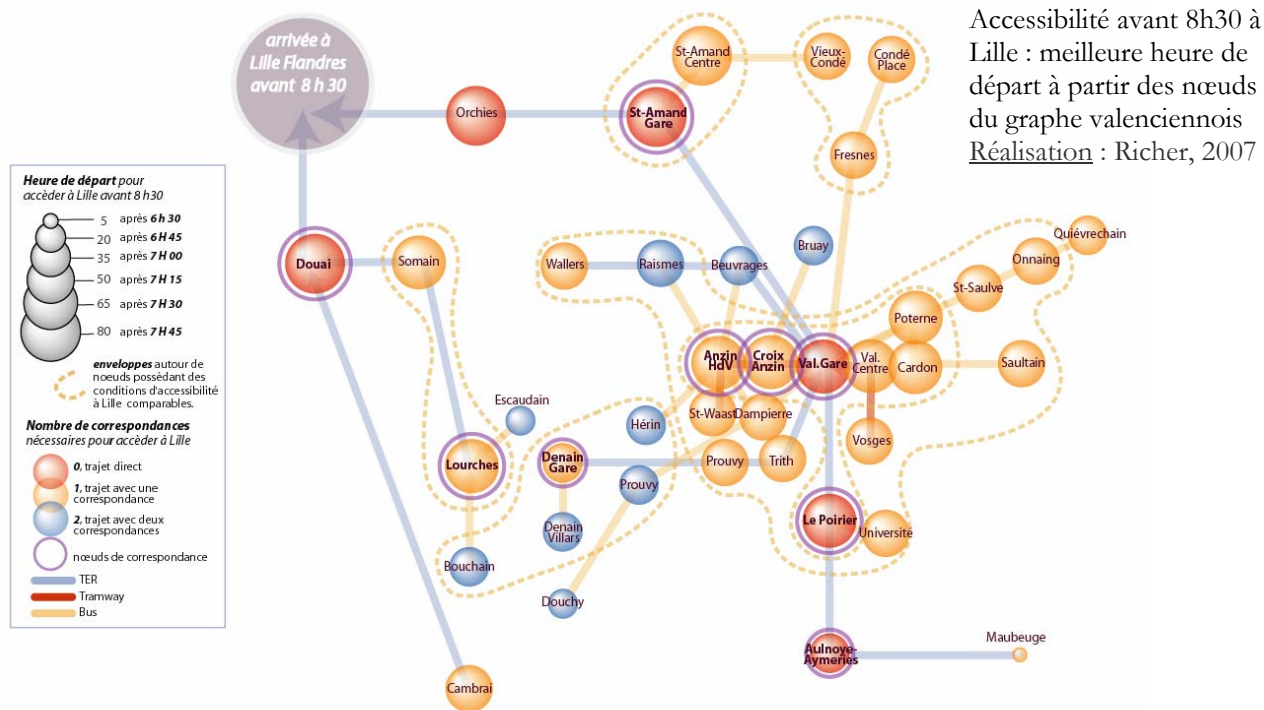 Accessibilité avant 8h30 à
Lille : meilleure heure de
départ à partir des nœuds
du graphe valenciennois
Réalisation : Richer, 2007
arrivée à
Lille Flandres
avant 8 h 30
Orchies
St-Amand
Centre
St-Amand
Gare
Vieux-
Condé
Condé
Place
Fresnes
Heure de départ pour
accèder à Lille avant 8 h30
5 après 6 h 30
20 après 6 H 45
35 après 7 H 00
50 après 7 H 15
65 après 7 H 30
80 après 7 H 45
enveloppes autour de
nœuds possèdant des
conditions d'accessibilité
à Lille comparables.
Nombre de correspondances
nécessaires pour accèder à Lille
0, trajet direct
1, trajet avec une
correspondance
2, trajet avec deux
correspondances
nœuds de correspondance
TER
Tramway
Bus
Douai
Somain
Wallers
Raismes
Beuvrages
Bruay
Quiévrechain
Onnaing
St-Saulve
Poterne
Anzin
HdV
Croix
Anzin
Val.Gare
Val.
Centre
Cardon
Saultain
Escaudain
Hérin
St-Waast
Dampierre
Vosges
Lourches
Denain
Gare
Prouvy
Trith
Prouvy
Denain
Villars
Le Poirier
Université
Bouchain
Douchy
Aulnoye-
Aymeries
Maubeuge
Cambrai